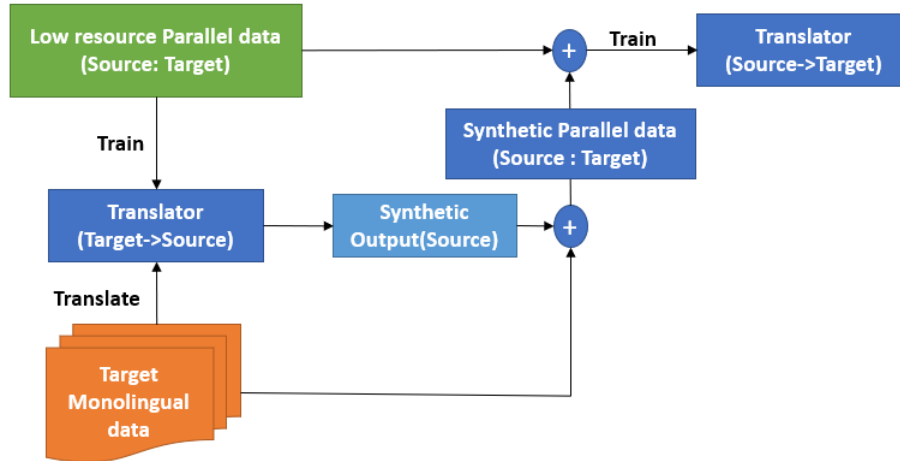 Low resource Parallel data
(Source: Target)
+
Train
Translator
(Source->Target)
Synthetic Parallel data
(Source : Target)
Train
Translator
(Target->Source)
Synthetic
Output(Source)
+
Translate
Target
Monolingual
data